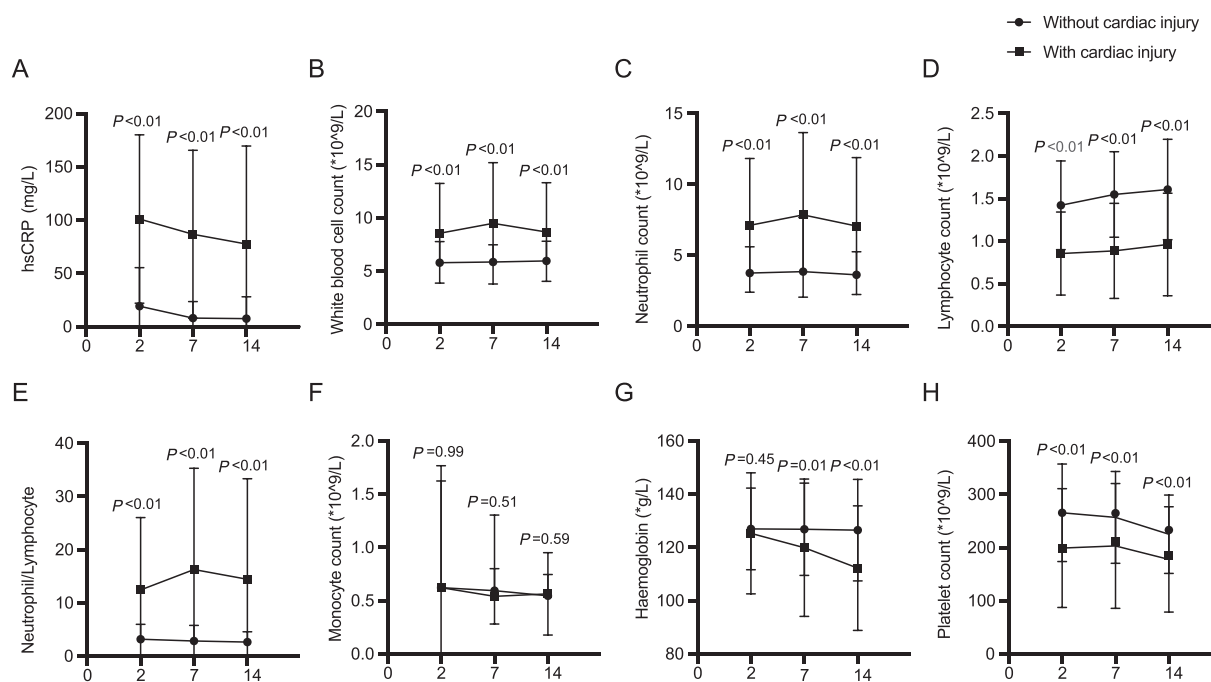 Without cardiac injury
With cardiac injury
A
hsCRP (mg/L)
200
150
100
50
0
P<0.01
P<0.01
P<0.01
0
2
7
14
B
White blood cell count (*10^9/L)
20
15
10
5
0
P<0.01
P<0.01
P<0.01
0
2
7
14
C
Neutrophil count (*10^9/L)
15
10
5
0
P<0.01
P<0.01
P<0.01
0
2
7
14
D
Lymphocyte count (*10^9/L)
2.5
2.0
1.5
1.0
0.5
0.0
P<0.01
P<0.01
P<0.01
0
2
7
14
E
Neutrophil/Lymphocyte
40
30
20
10
0
P<0.01
P<0.01
P<0.01
0
2
7
14
F
Monocyte count (*10^9/L)
2.0
1.5
1.0
0.5
0.0
P=0.99
P=0.51
P=0.59
0
2
7
14
G
Haemoglobin (*g/L)
160
140
120
100
80
P=0.45
P=0.01
P<0.01
0
2
7
14
H
Platelet count (*10^9/L)
400
300
200
100
0
P<0.01
P<0.01
P<0.01
0
2
7
14